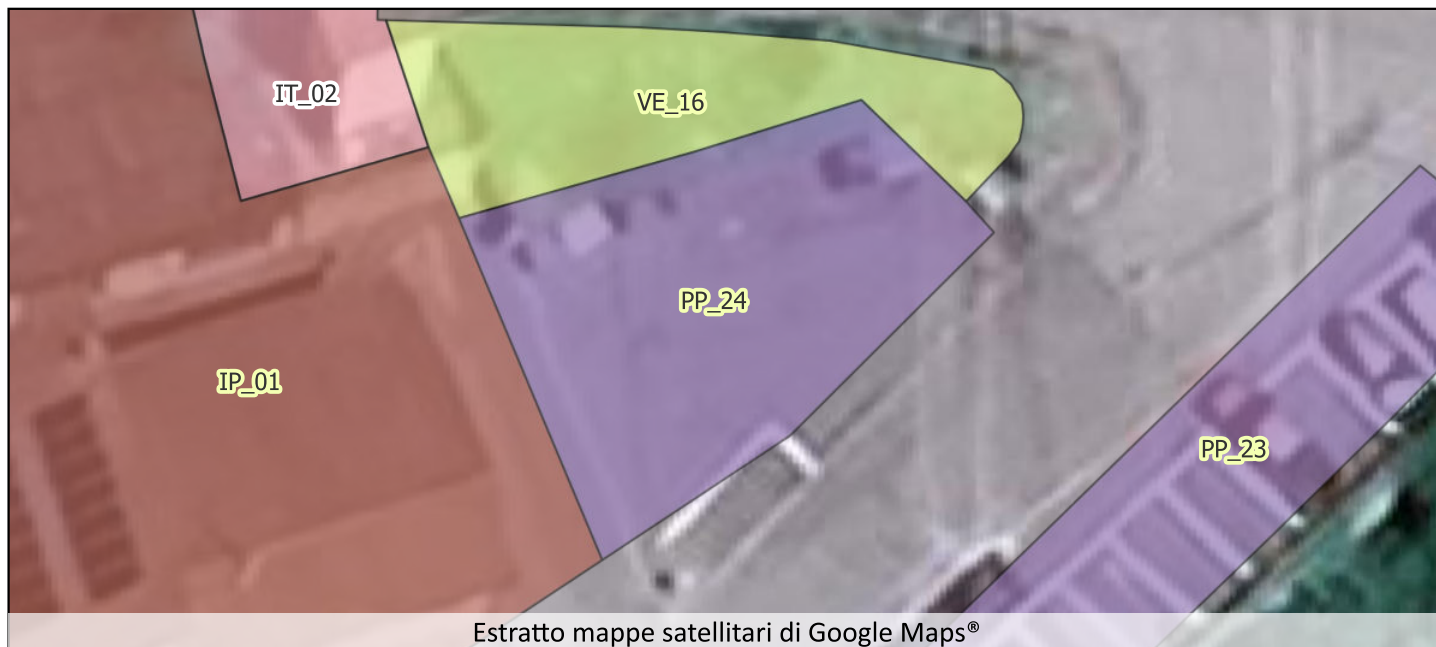 IT_02
VE_16
PP_24
IP_01
PP_23
Estratto mappe satellitari di Google Maps®